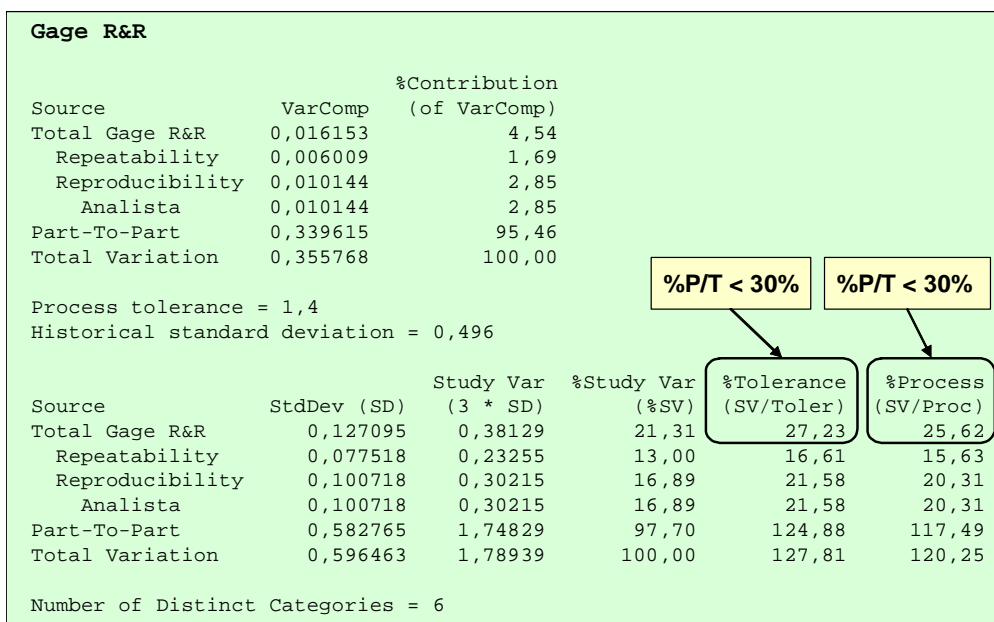 Gage R&R
%Contribution
Source VarComp (of VarComp)
Total Gage R&R 0,016153 4,54
Repeatability 0,006009 1,69
Reproducibility 0,010144 2,85
Analista 0,010144 2,85
Part-To-Part 0,339615 95,46
Total Variation 0,355768 100,00
%P/T < 30% %P/T < 30%
Process tolerance = 1,4
Historical standard deviation = 0,496
Study Var %Study Var %Tolerance %Process
Source StdDev (SD) (3 * SD) (%SV) (SV/Toler) (SV/Proc)
Total Gage R&R 0,127095 0,38129 21,31 27,23 25,62
Repeatability 0,077518 0,23255 13,00 16,61 15,63
Reproducibility 0,100718 0,30215 16,89 21,58 20,31
Analista 0,100718 0,30215 16,89 21,58 20,31
Part-To-Part 0,582765 1,74829 97,70 124,88 117,49
Total Variation 0,596463 1,78939 100,00 127,81 120,25
Number of Distinct Categories = 6